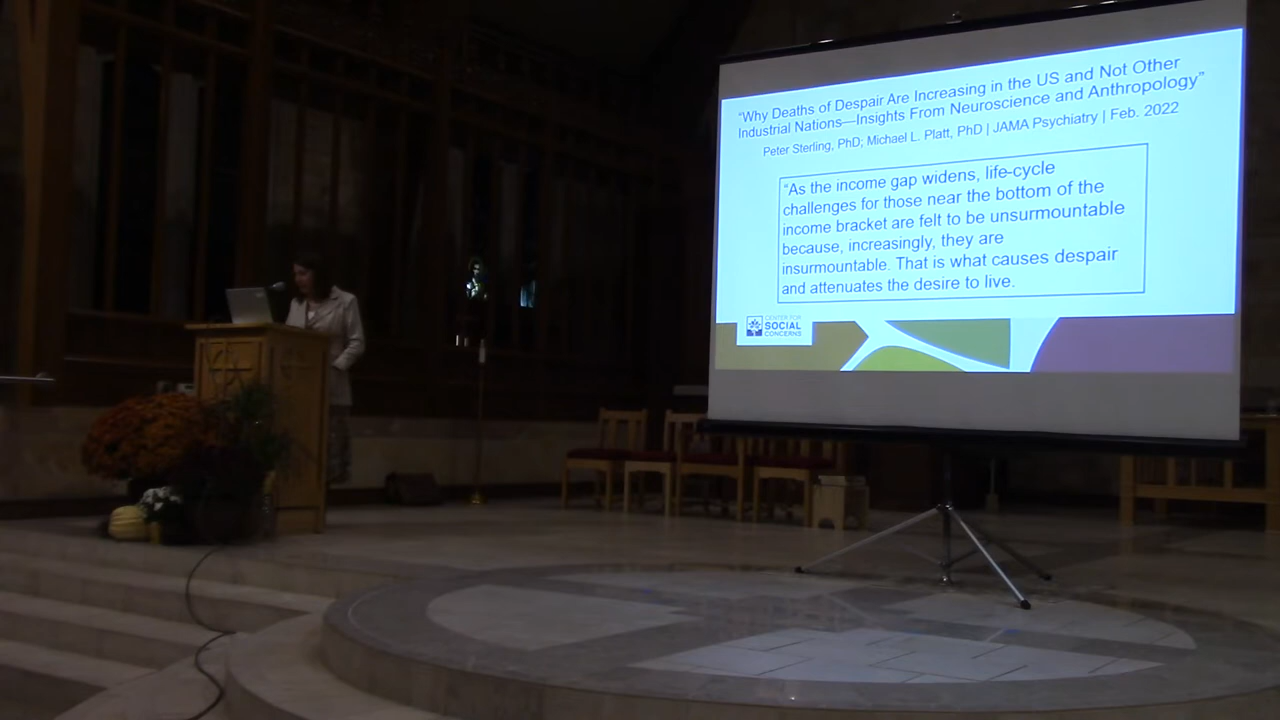 “Why Deaths of Despair Are Increasing in the US and Not Other
Industrial Nations—Insights From Neuroscience and Anthropology”
Peter Sterling, PhD; Michael L. Platt, PhD | JAMA Psychiatry | Feb. 2022
“As the income gap widens, life-cycle
challenges for those near the bottom of the
income bracket are felt to be unsurmountable
because, increasingly, they are
insurmountable. That is what causes despair
and attenuates the desire to live.
CENTER FOR
SOCIAL
CONCERNS